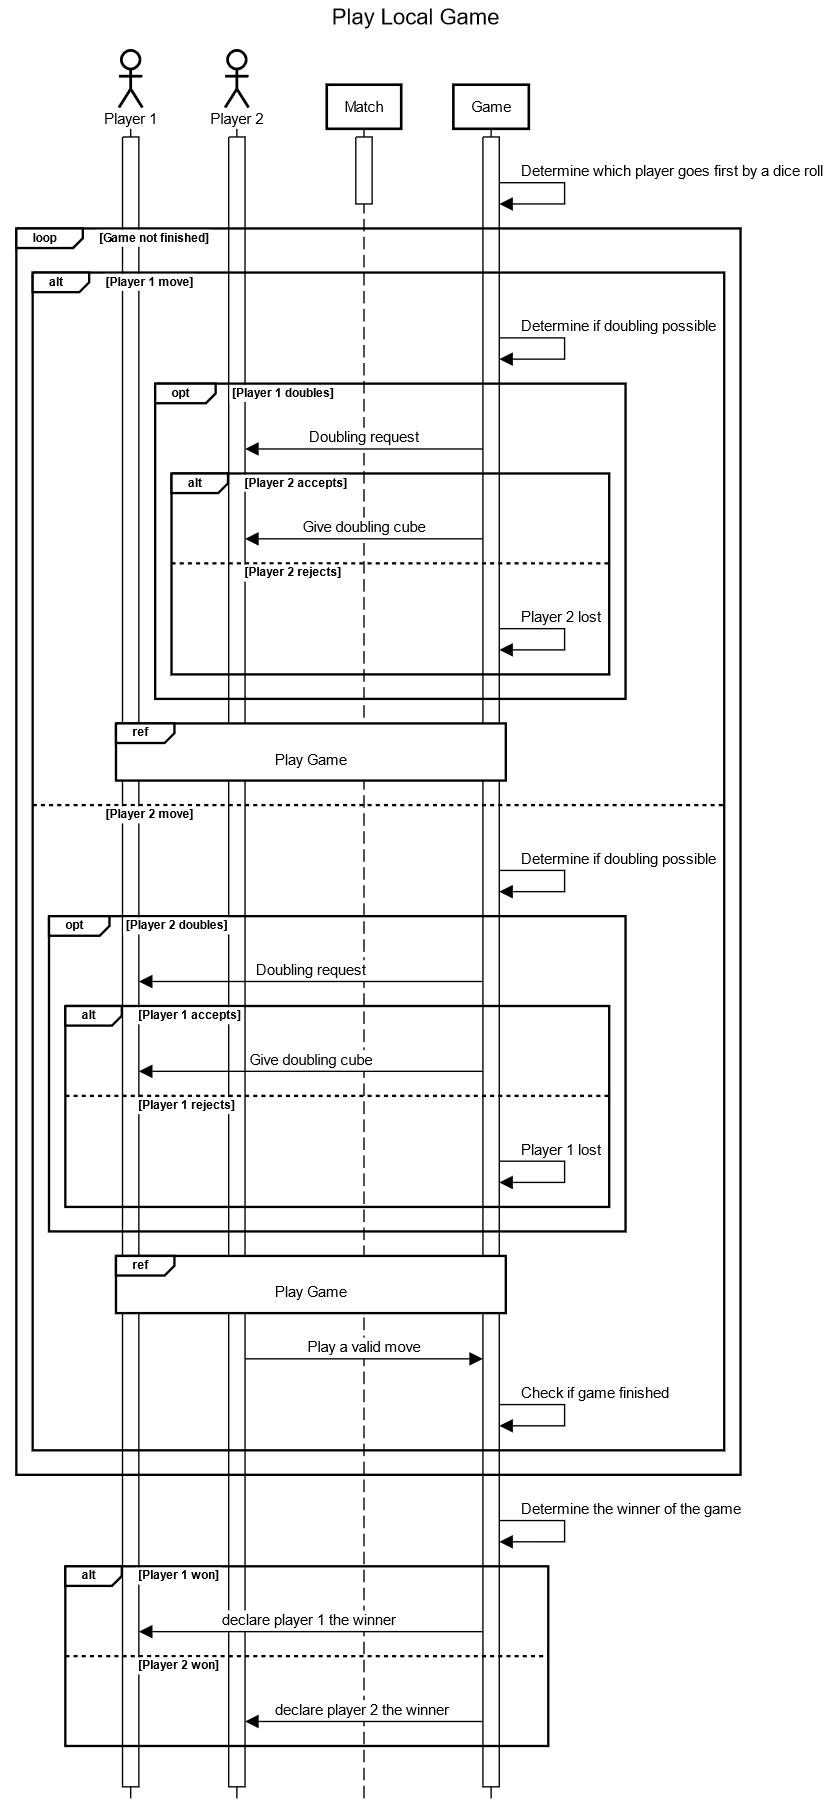 Play Local Game
Player 1
Player 2
Match
Game
Determine which player goes first by a dice roll
loop
[Game not finished]
alt
[Player 1 move]
Determine if doubling possible
opt
[Player 1 doubles]
Doubling request
alt
[Player 2 accepts]
Give doubling cube
[Player 2 rejects]
Player 2 lost
ref
Play Game
[Player 2 move]
Determine if doubling possible
opt
[Player 2 doubles]
Doubling request
alt
[Player 1 accepts]
Give doubling cube
[Player 1 rejects]
Player 1 lost
ref
Play Game
Play a valid move
Check if game finished
Determine the winner of the game
alt
[Player 1 won]
declare player 1 the winner
[Player 2 won]
declare player 2 the winner